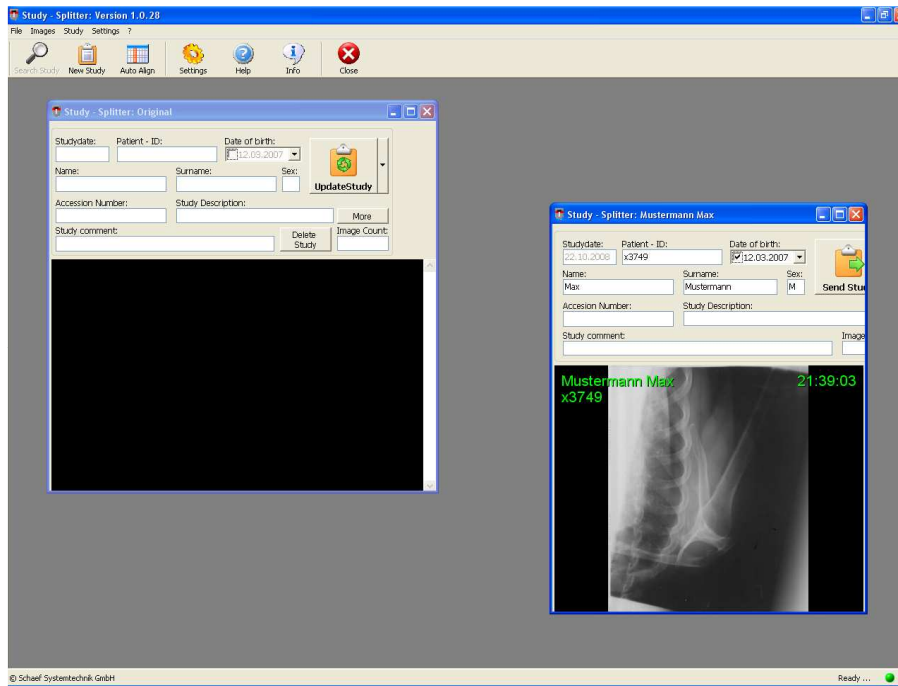 Study - Splitter: Version 1.0.28
File Images Study Settings ?
Search Study New Study Auto Align Settings Help Info Close
Study - Splitter: Original
Studydate: Patient - ID: Date of birth:
12.03.2007
Name: Surname: Sex:
UpdateStudy
Accession Number: Study Description:
More
Study comment: Delete Study Image Count:
Study - Splitter: Mustermann Max
Studydate: Patient - ID: Date of birth:
22.10.2008 x3749 12.03.2007
Name: Surname: Sex:
Max Mustermann M Send Stu
Accesion Number: Study Description:
Study comment: Image
Mustermann Max 21:39:03
x3749
© Schaef Systemtechnik GmbH Ready ...